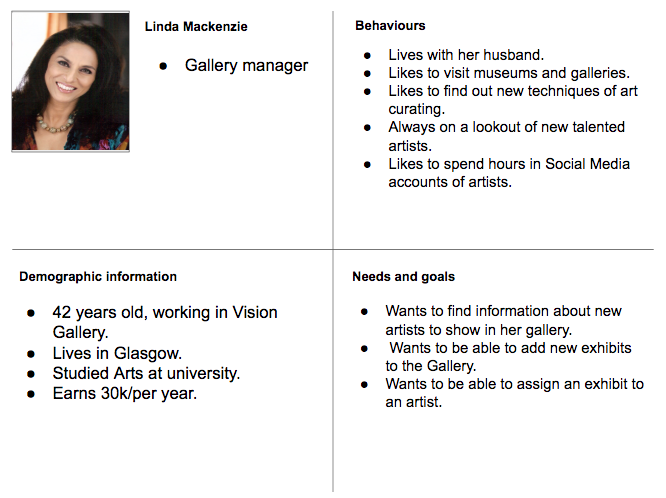 Linda Mackenzie
● Gallery manager
Behaviours
● Lives with her husband.
● Likes to visit museums and galleries.
● Likes to find out new techniques of art
curating.
● Always on a lookout of new talented
artists.
● Likes to spend hours in Social Media
accounts of artists.
Demographic information
● 42 years old, working in Vision
Gallery.
● Lives in Glasgow.
● Studied Arts at university.
● Earns 30k/per year.
Needs and goals
● Wants to find information about new
artists to show in her gallery.
● Wants to be able to add new exhibits
to the Gallery.
● Wants to be able to assign an exhibit to
an artist.